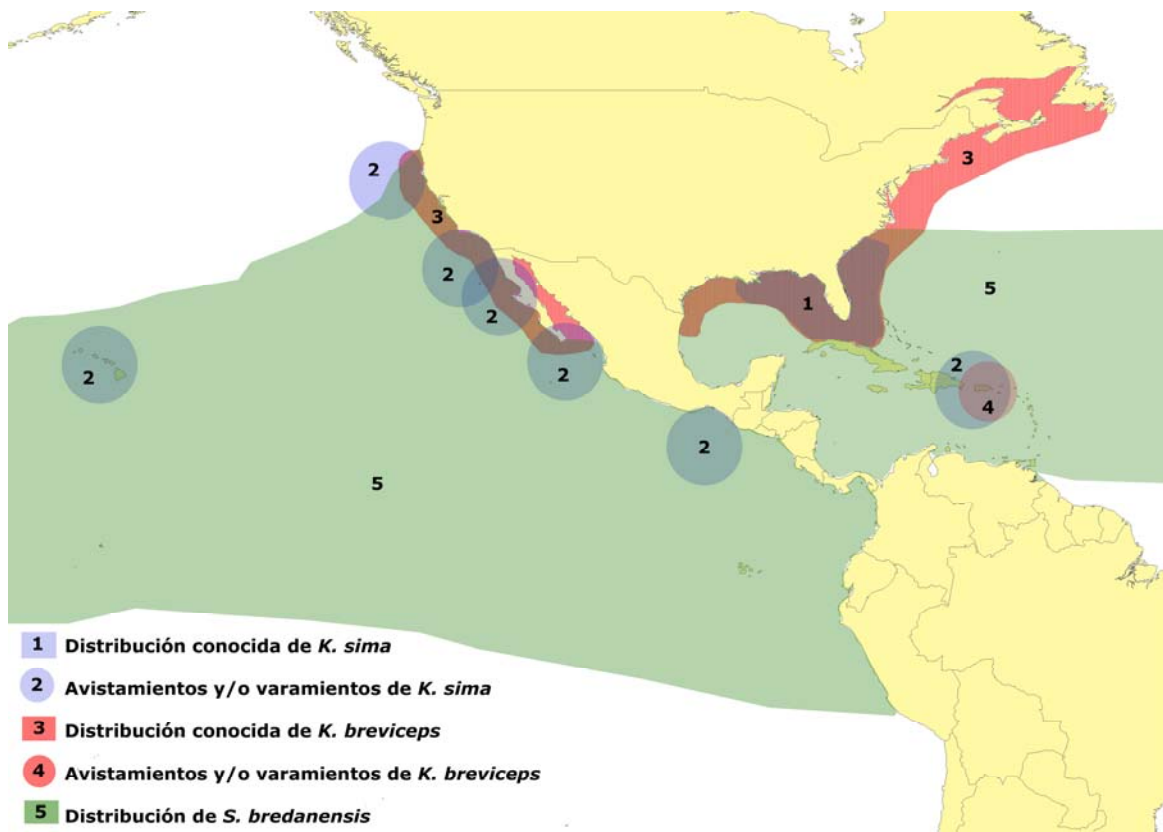 3
2
3
2
2
1
5
2
2
2
4
2
5
1 Distribución conocida de K. sima
2 Avistamientos y/o varamientos de K. sima
3 Distribución conocida de K. breviceps
4 Avistamientos y/o varamientos de K. breviceps
5 Distribución de S. bredanensis